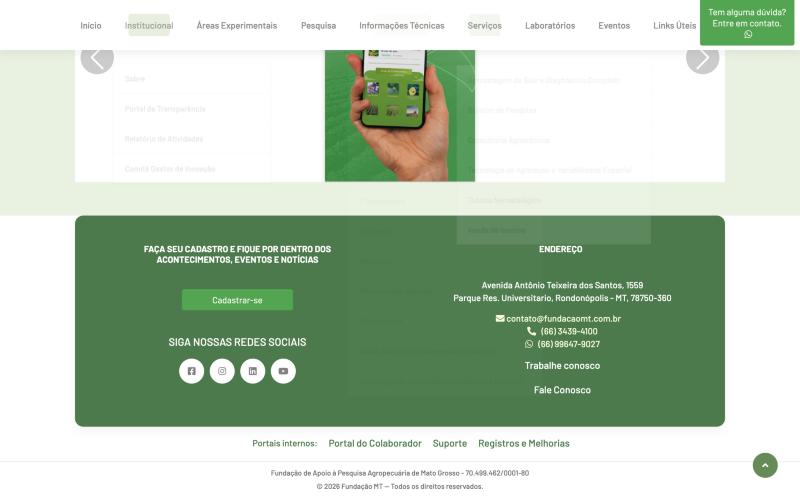 Início
Institucional
Áreas Experimentais
Pesquisa
Informações Técnicas
Serviços
Laboratórios
Eventos
Links Úteis
Tem alguma dúvida?
Entre em contato.
Sobre
Portal de Transparência
Relatório de Atividades
Comitê Gestor de Inovação
FAÇA SEU CADASTRO E FIQUE POR DENTRO DOS
ACONTECIMENTOS, EVENTOS E NOTÍCIAS
Cadastrar-se
SIGA NOSSAS REDES SOCIAIS
ENDEREÇO
Avenida Antônio Teixeira dos Santos, 1559
Parque Res. Universitario, Rondonópolis - MT, 78750-360
contato@fundacaomt.com.br
(66) 3439-4100
(66) 99647-9027
Trabalhe conosco
Fale Conosco
Portais internos: Portal do Colaborador Suporte Registros e Melhorias
Fundação de Apoio à Pesquisa Agropecuária de Mato Grosso - 70.499.462/0001-80
© 2026 Fundação MT — Todos os direitos reservados.